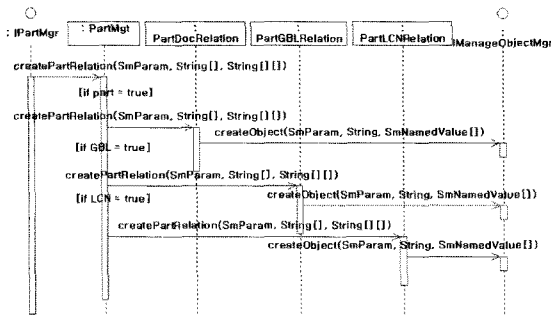 : IPartMgr
: PartMgt
PartDocRelation
PartGBLRelation
PartLCNRelation
IManageObjectMgr
createPartRelation(SmParam, String[], String[][])
[if part = true]
createPartRelation(SmParam, String[], String[][])
createObject(SmParam, String, SmNamedValue[])
[if GBL = true]
createPartRelation(SmParam, String[], String[][])
createObject(SmParam, String, SmNamedValue[])
[if LCN = true]
createPartRelation(SmParam, String[], String[][])
createObject(SmParam, String, SmNamedValue[])